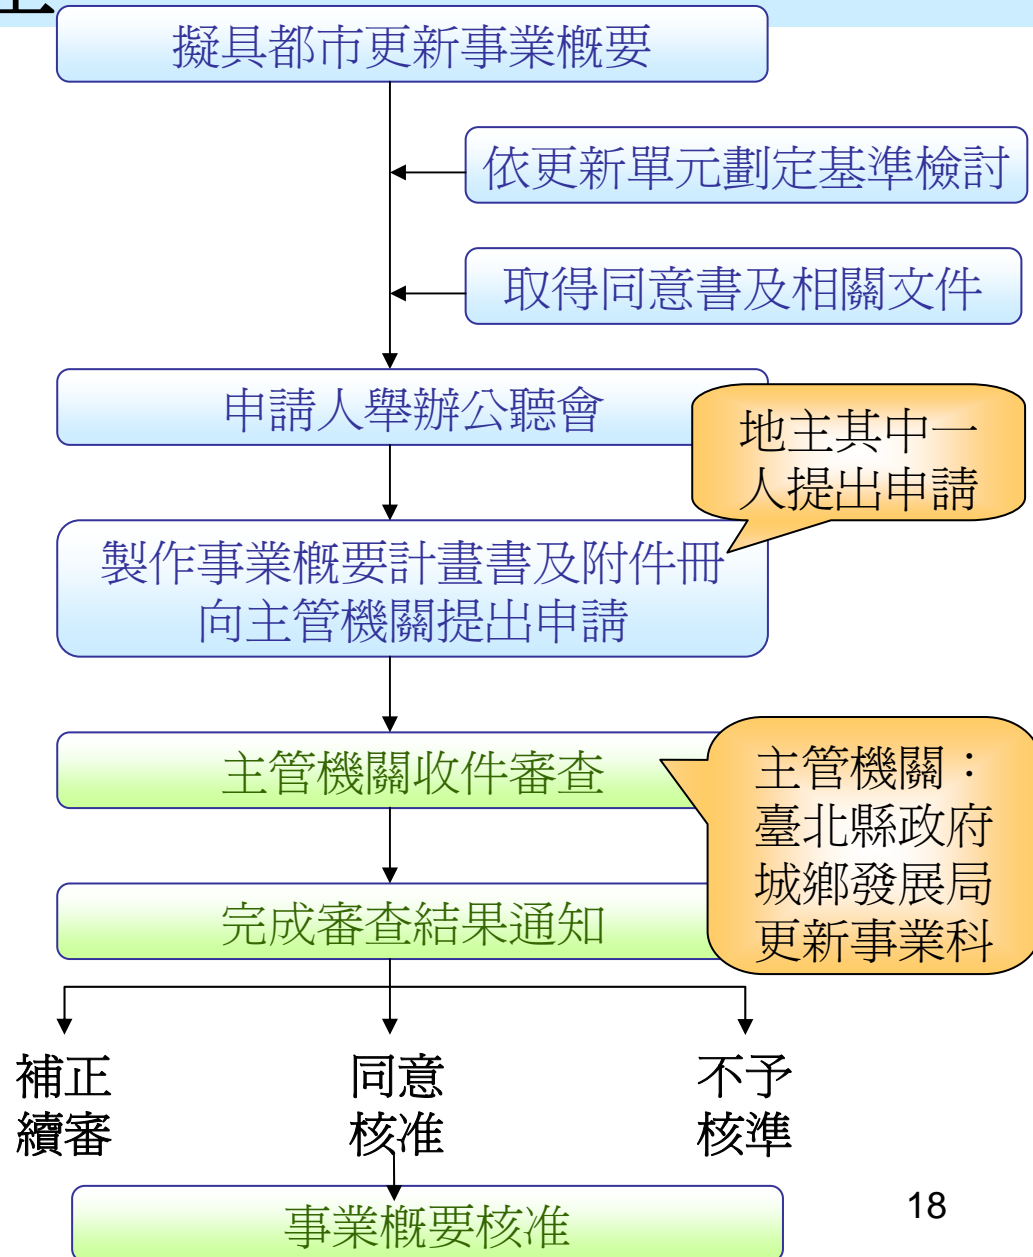 擬具都市更新事業概要
依更新單元劃定基準檢討
取得同意書及相關文件
申請人舉辦公聽會
地主其中一
人提出申請
製作事業概要計畫書及附件冊
向主管機關提出申請
主管機關收件審查
主管機關：
臺北縣政府
城鄉發展局
更新事業科
完成審查結果通知
補正
續審
同意
核准
不予
核準
事業概要核准
18